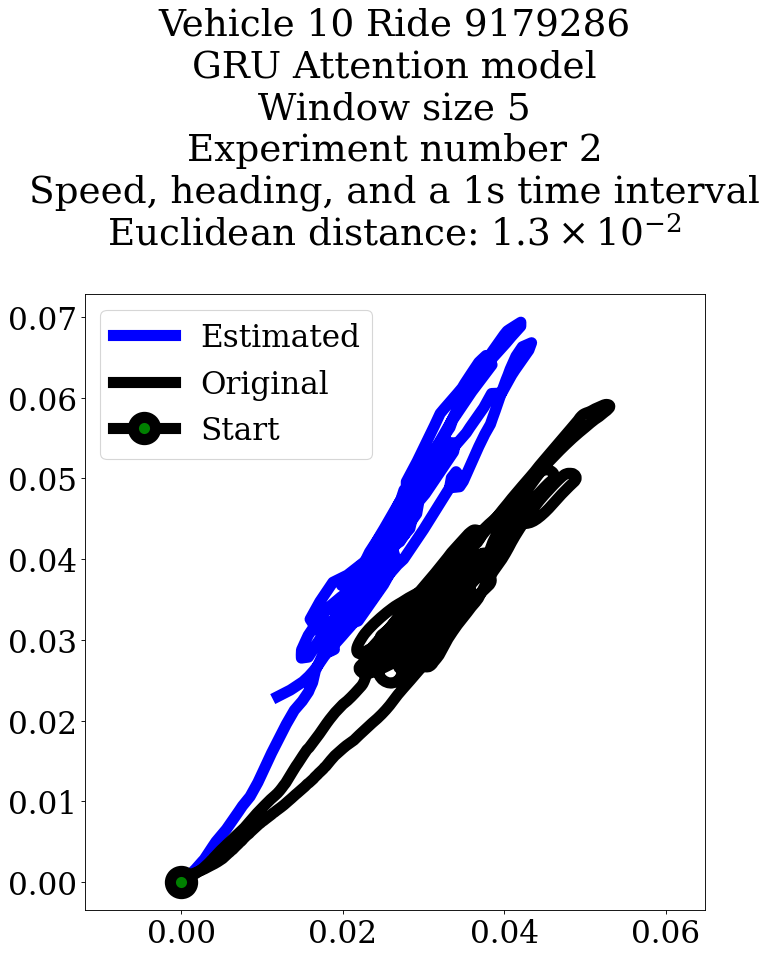 Vehicle 10 Ride 9179286
GRU Attention model
Window size 5
Experiment number 2
Speed, heading, and a 1s time interval
Euclidean distance: 1.3 × 10⁻²
Estimated
Original
Start
0.07
0.06
0.05
0.04
0.03
0.02
0.01
0.00
0.00 0.02 0.04 0.06